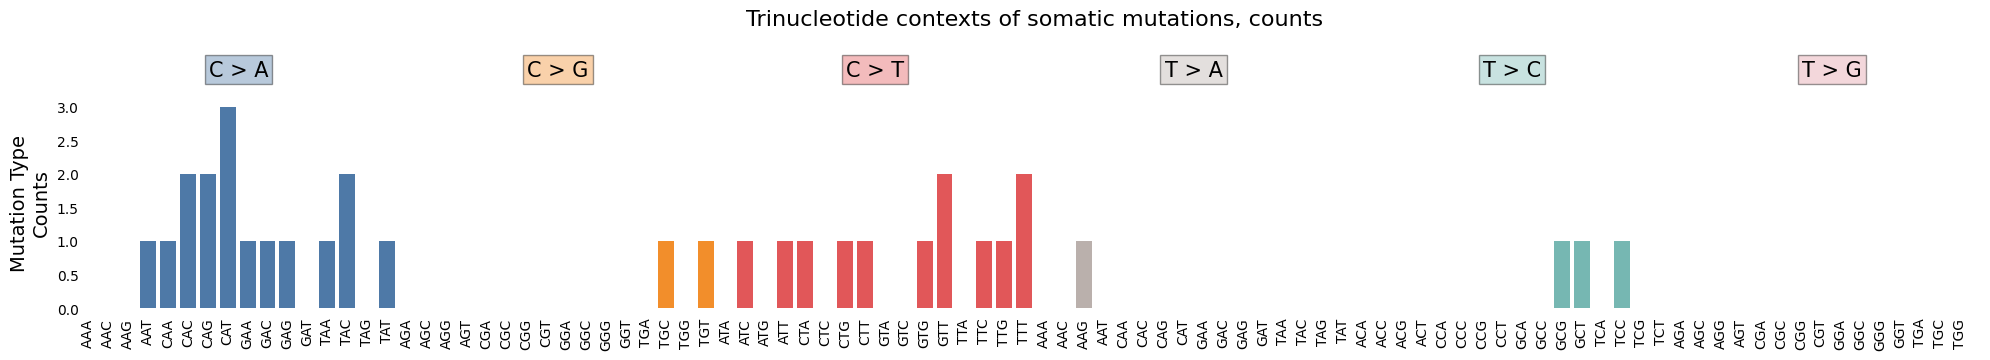 Trinucleotide contexts of somatic mutations, counts
C > A C > G C > T T > A T > C T > G
Mutation Type
Counts
3.0
2.5
2.0
1.5
1.0
0.5
0.0
AAA AAC AAG AAT CAA CAC CAG CAT GAA GAC GAG GAT TAA TAC TAG TAT AGA AGC AGG AGT CGA CGC CGG CGT GGA GGC GGG GGT TGA TGC TGG TGT ATA ATC ATG ATT CTA CTC CTG CTT GTA GTC GTG GTT TTA TTC TTG TTT AAA AAC AAG AAT CAA CAC CAG CAT GAA GAC GAG GAT TAA TAC TAG TAT ACA ACC ACG ACT CCA CCC CCG CCT GCA GCC GCG GCT TCA TCC TCG TCT AGA AGC AGG AGT CGA CGC CGG CGT GGA GGC GGG GGT TGA TGC TGG